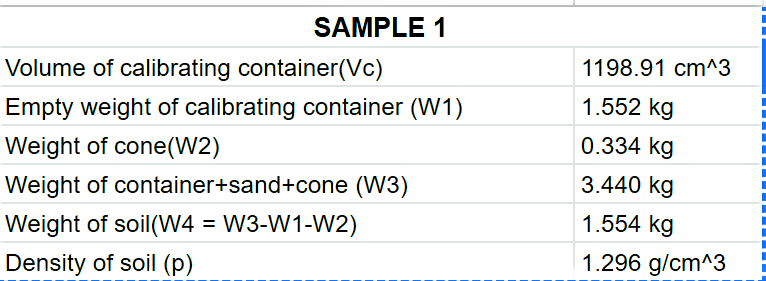 SAMPLE 1
Volume of calibrating container(Vc) 1198.91 cm^3
Empty weight of calibrating container (W1) 1.552 kg
Weight of cone(W2) 0.334 kg
Weight of container+sand+cone (W3) 3.440 kg
Weight of soil(W4 = W3-W1-W2) 1.554 kg
Density of soil (p) 1.296 g/cm^3